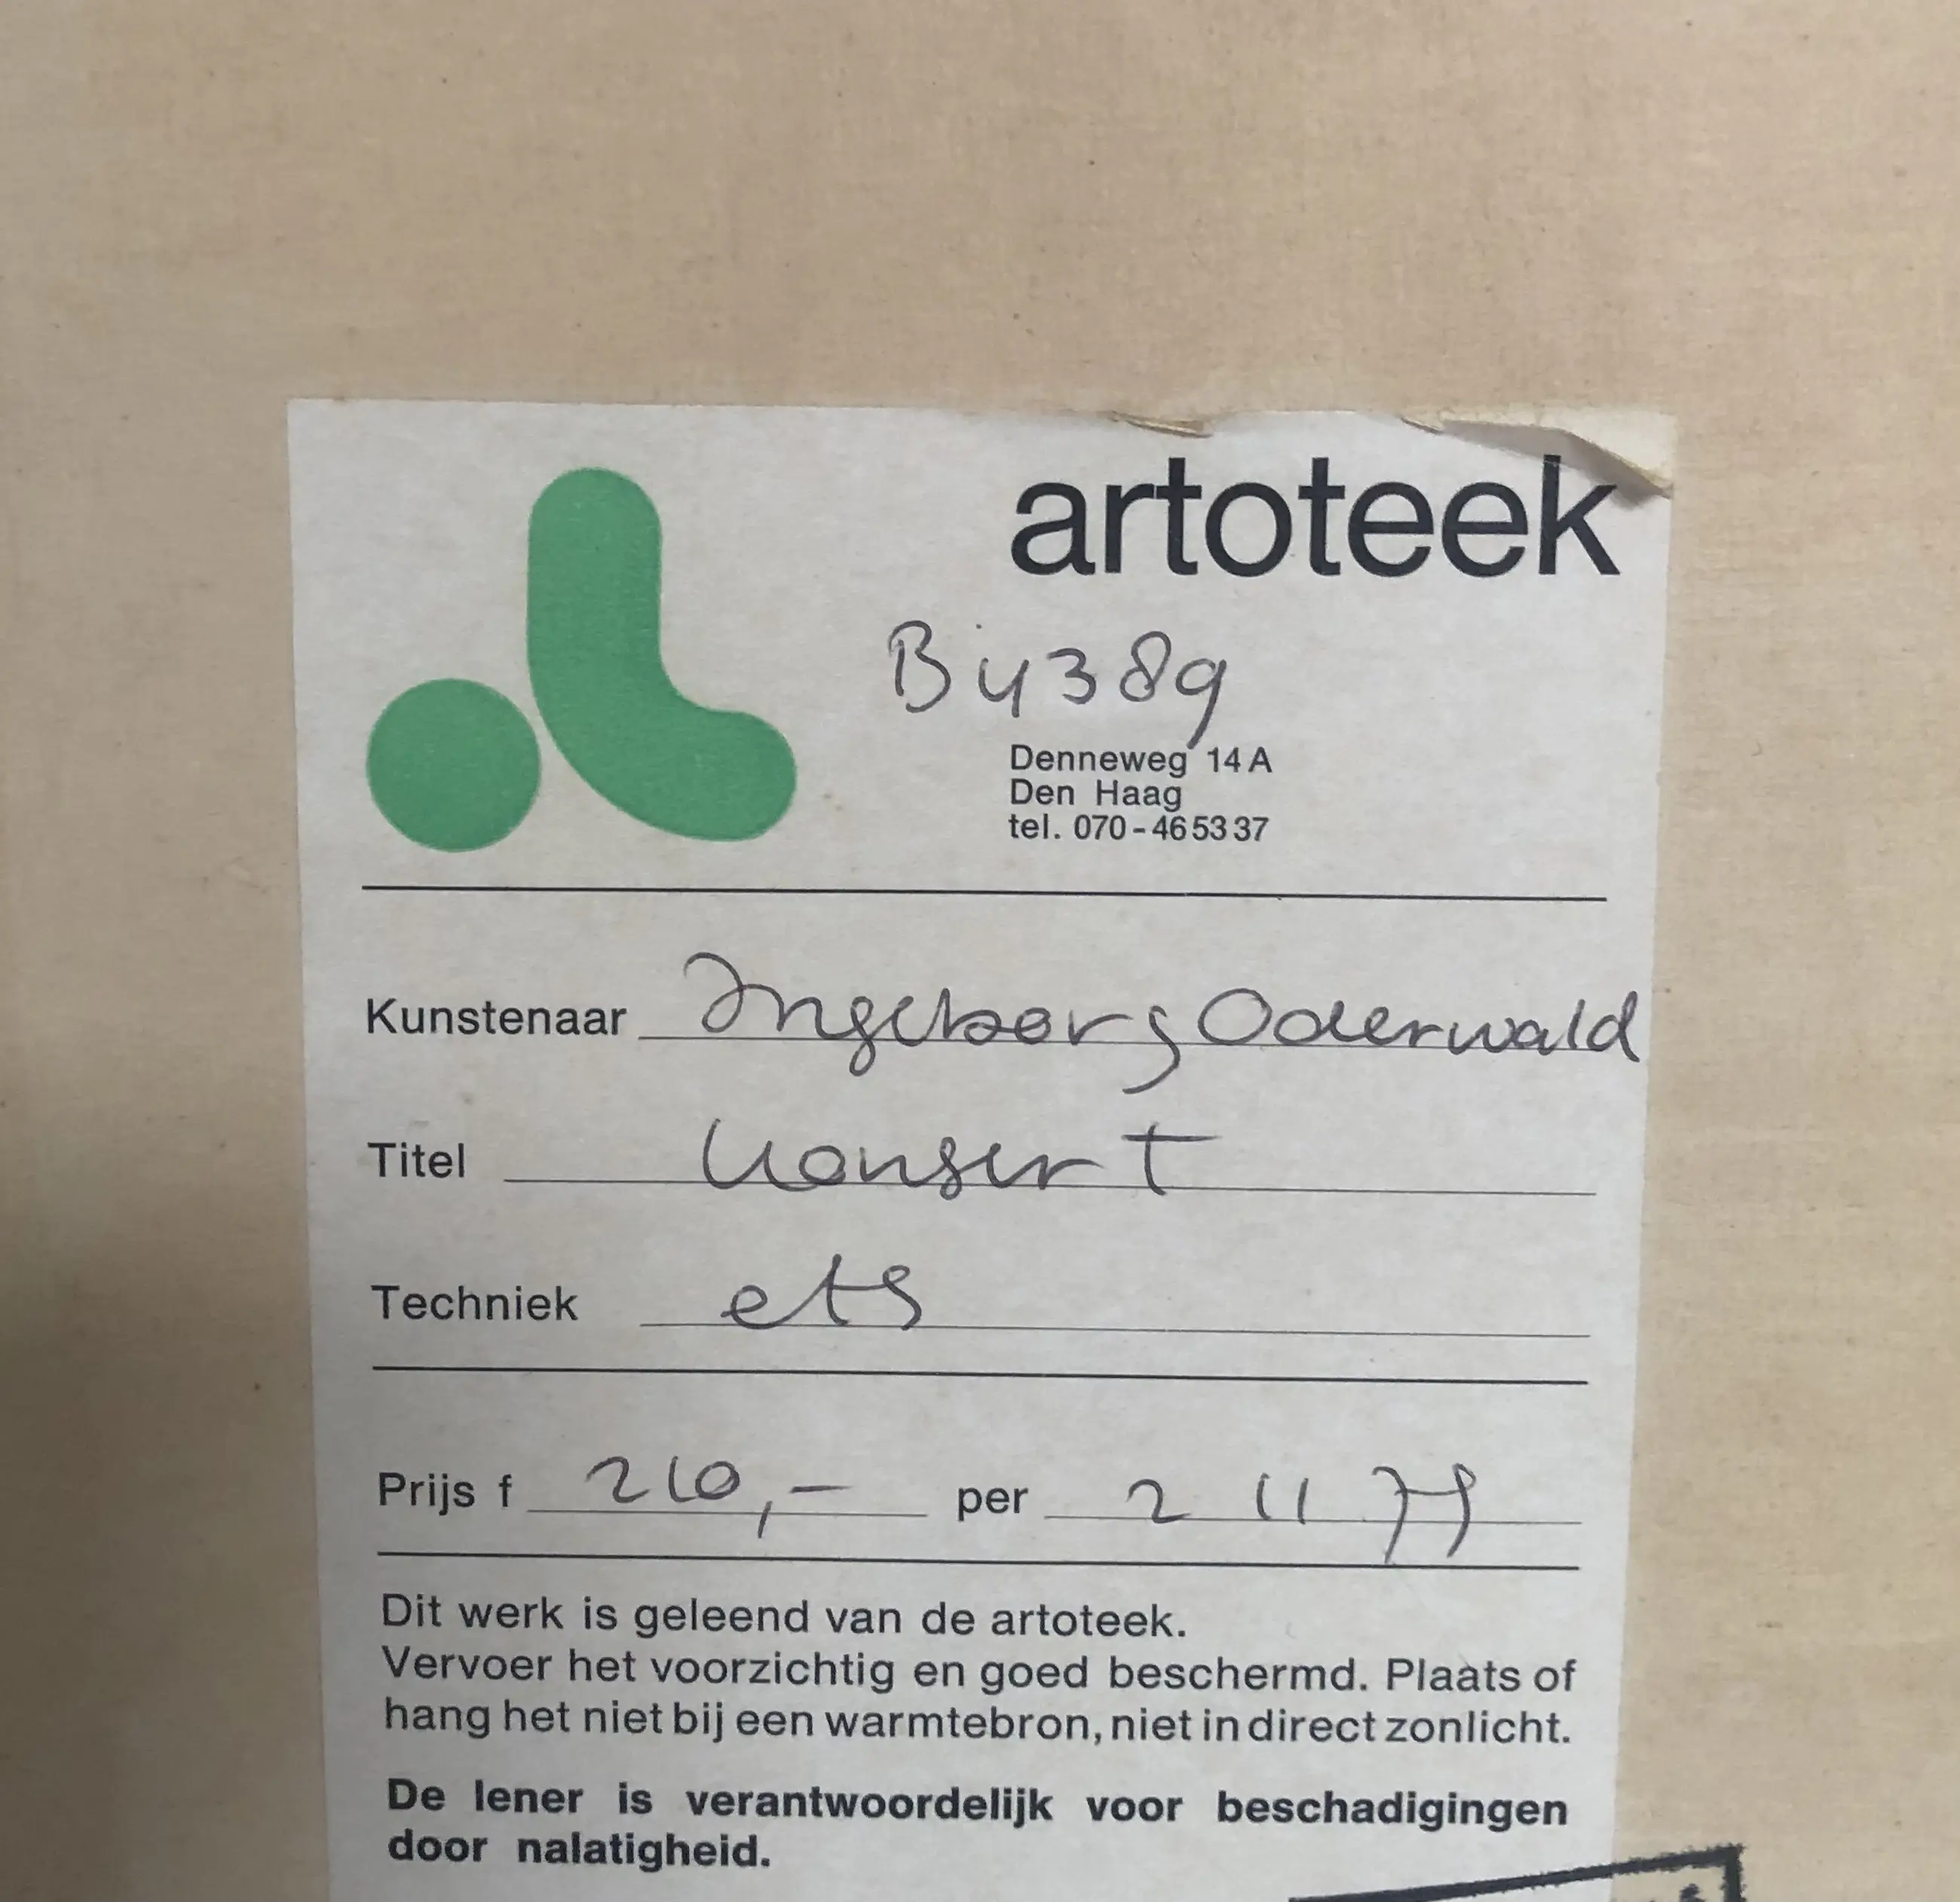 artoteek
B 4389
Denneweg 14 A
Den Haag
tel. 070-46 53 37
Kunstenaar Ingeborg Oderwald
Titel Konsert
Techniek ets
Prijs f 210,- per 2 11 79
Dit werk is geleend van de artoteek.
Vervoer het voorzichtig en goed beschermd. Plaats of
hang het niet bij een warmtebron, niet in direct zonlicht.
De lener is verantwoordelijk voor beschadigingen
door nalatigheid.